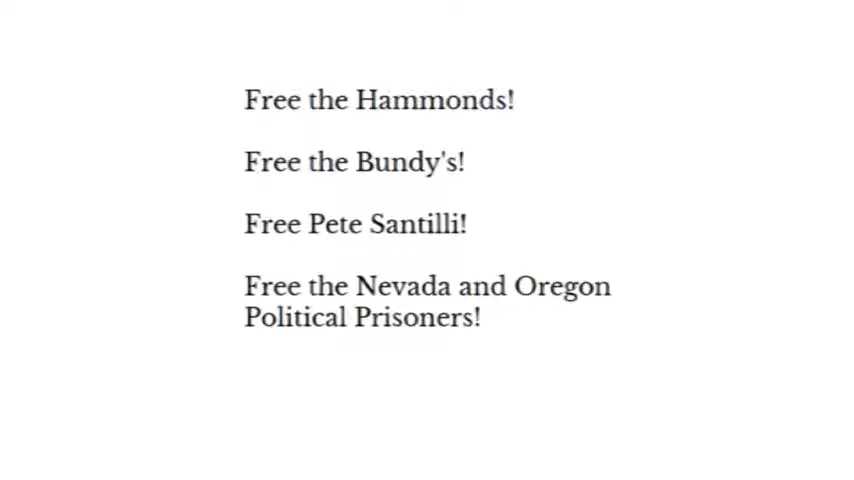 Free the Hammonds!
Free the Bundy's!
Free Pete Santilli!
Free the Nevada and Oregon
Political Prisoners!